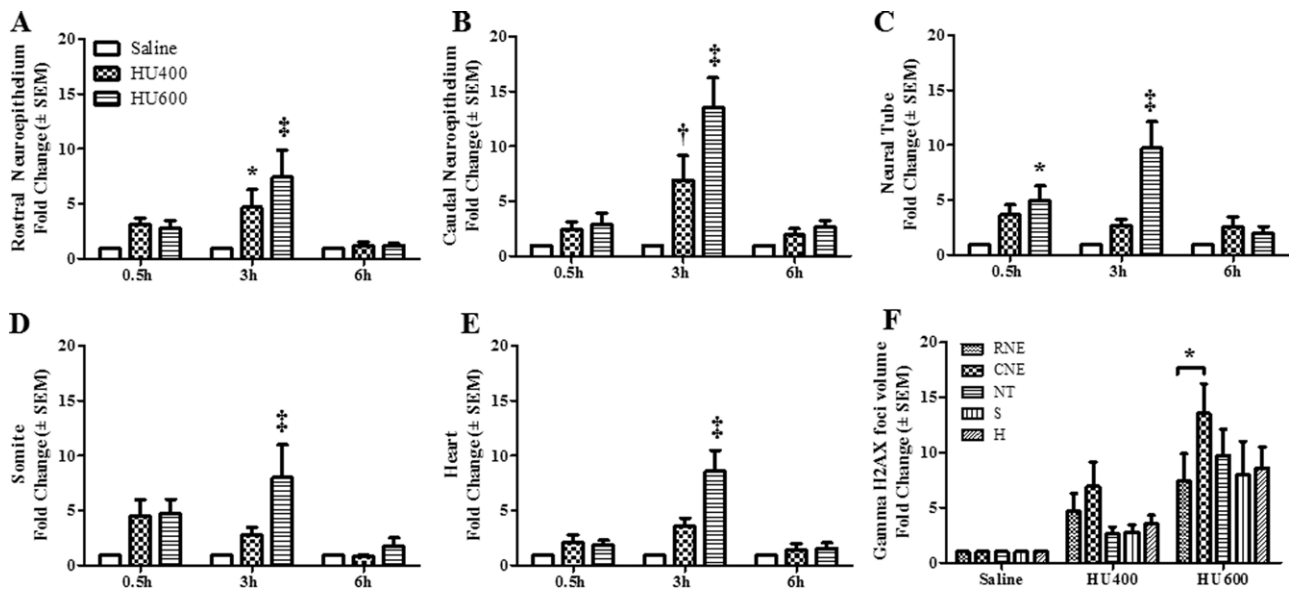 A
Rostral Neuroepithelium
Fold Change (± SEM)
20
15
10
5
0
Saline
HU400
HU600
*
‡
0.5h
3h
6h
B
Caudal Neuroepithelium
Fold Change (± SEM)
20
15
10
5
0
†
‡
0.5h
3h
6h
C
Neural Tube
Fold Change (± SEM)
20
15
10
5
0
*
‡
0.5h
3h
6h
D
Somite
Fold Change (± SEM)
20
15
10
5
0
‡
0.5h
3h
6h
E
Heart
Fold Change (± SEM)
20
15
10
5
0
‡
0.5h
3h
6h
F
Gamma H2AX foci volume
Fold Change (± SEM)
20
15
10
5
0
RNE
CNE
NT
S
H
*
Saline
HU400
HU600